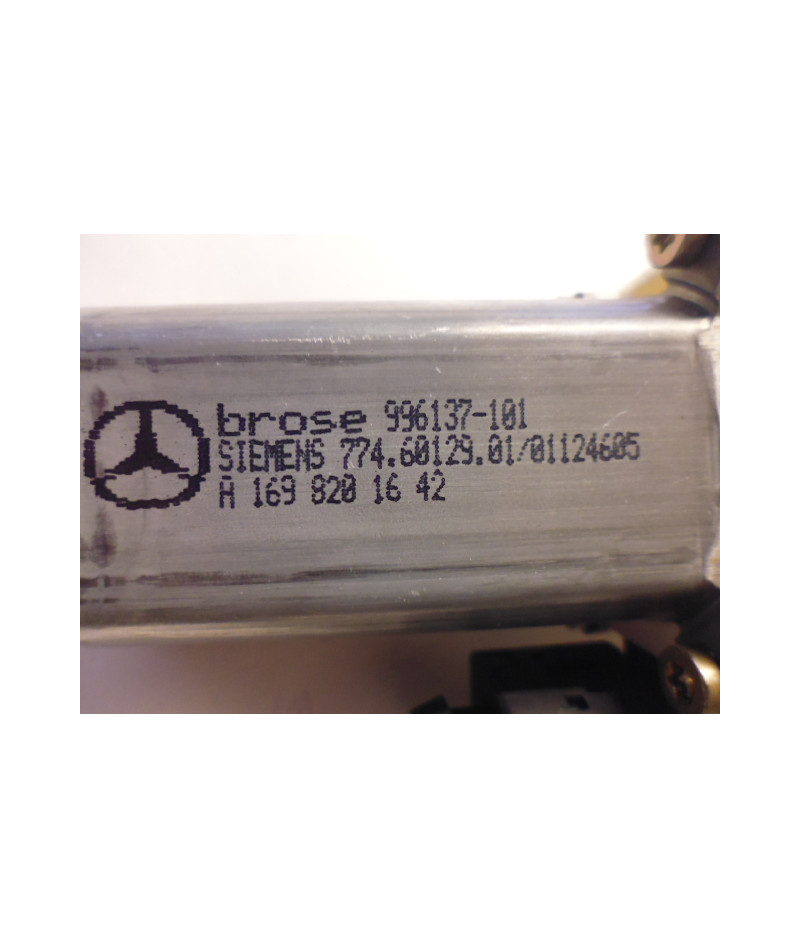 brose 996137-101
SIEMENS 774.60129.01/01124605
A 169 820 16 42